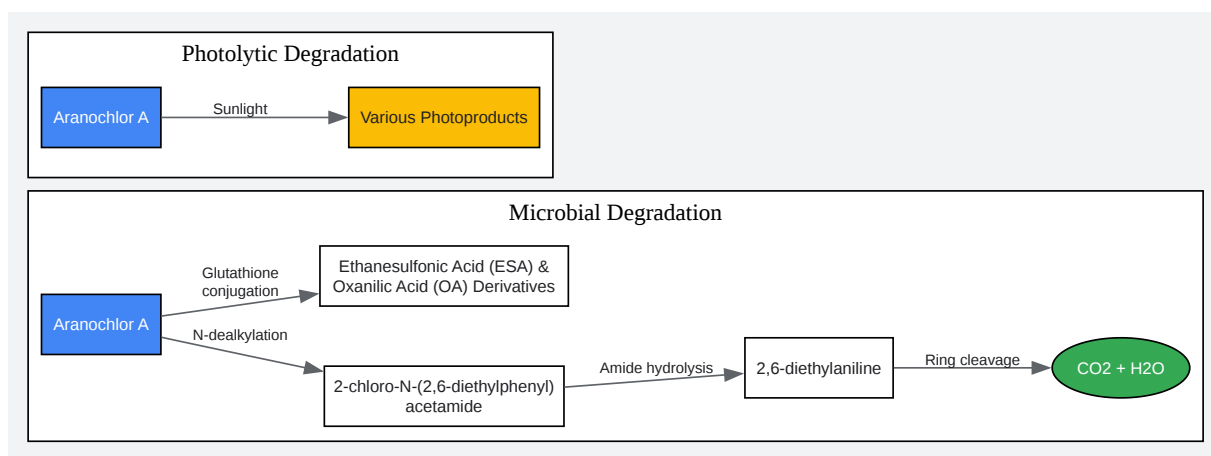 Photolytic Degradation
Aranochlor A
Sunlight
Various Photoproducts
Microbial Degradation
Aranochlor A
Glutathione
conjugation
Ethanesulfonic Acid (ESA) &
Oxanilic Acid (OA) Derivatives
N-dealkylation
2-chloro-N-(2,6-diethylphenyl)
acetamide
Amide hydrolysis
2,6-diethylaniline
Ring cleavage
CO2 + H2O